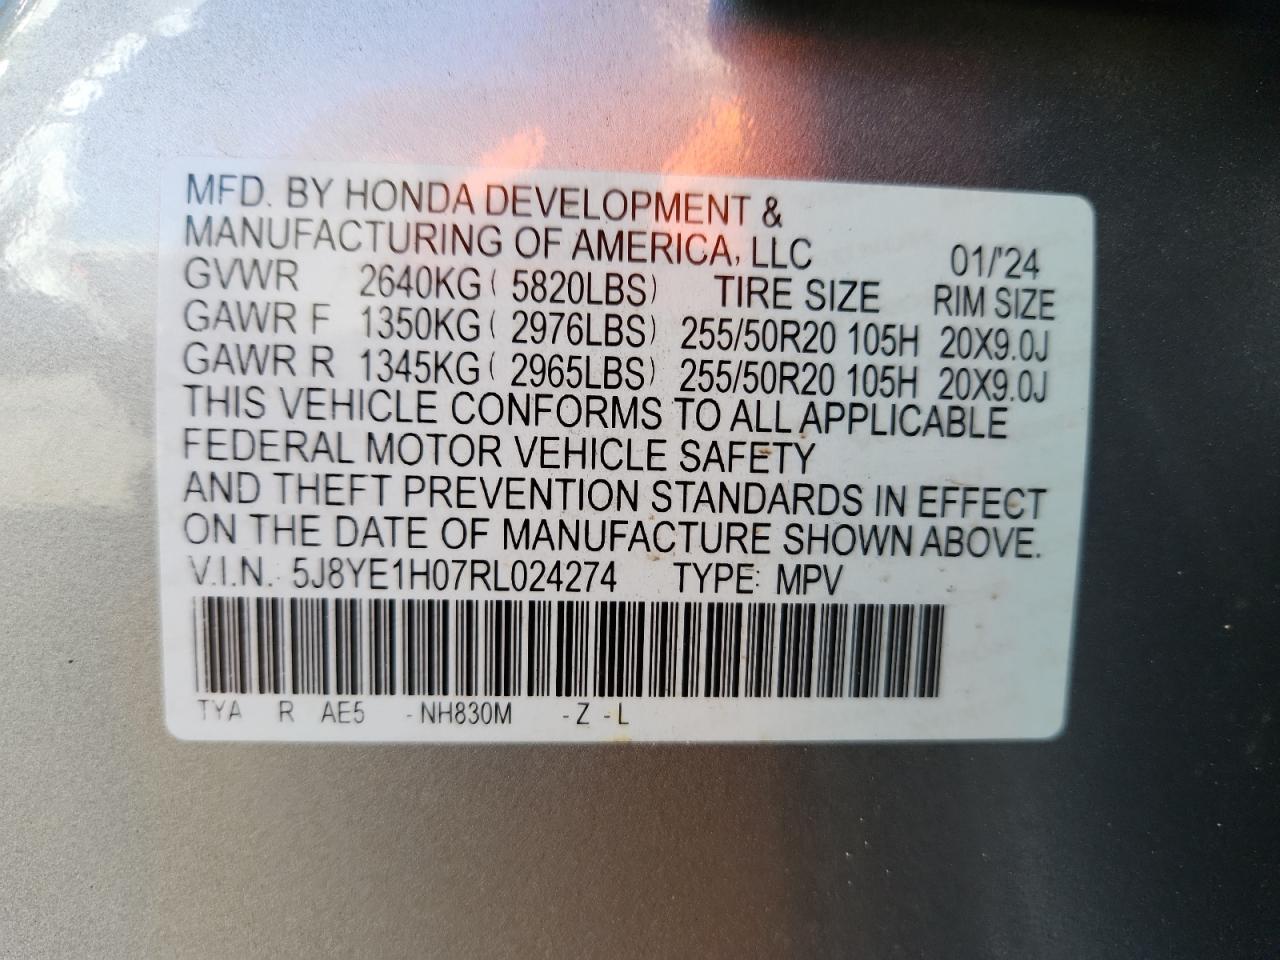 MFD. BY HONDA DEVELOPMENT &
MANUFACTURING OF AMERICA, LLC 01/'24
GVWR 2640KG ( 5820LBS) TIRE SIZE RIM SIZE
GAWR F 1350KG ( 2976LBS) 255/50R20 105H 20X9.0J
GAWR R 1345KG ( 2965LBS) 255/50R20 105H 20X9.0J
THIS VEHICLE CONFORMS TO ALL APPLICABLE
FEDERAL MOTOR VEHICLE SAFETY
AND THEFT PREVENTION STANDARDS IN EFFECT
ON THE DATE OF MANUFACTURE SHOWN ABOVE.
V.I.N. 5J8YE1H07RL024274 TYPE: MPV
TYA R AE5 -NH830M -Z -L